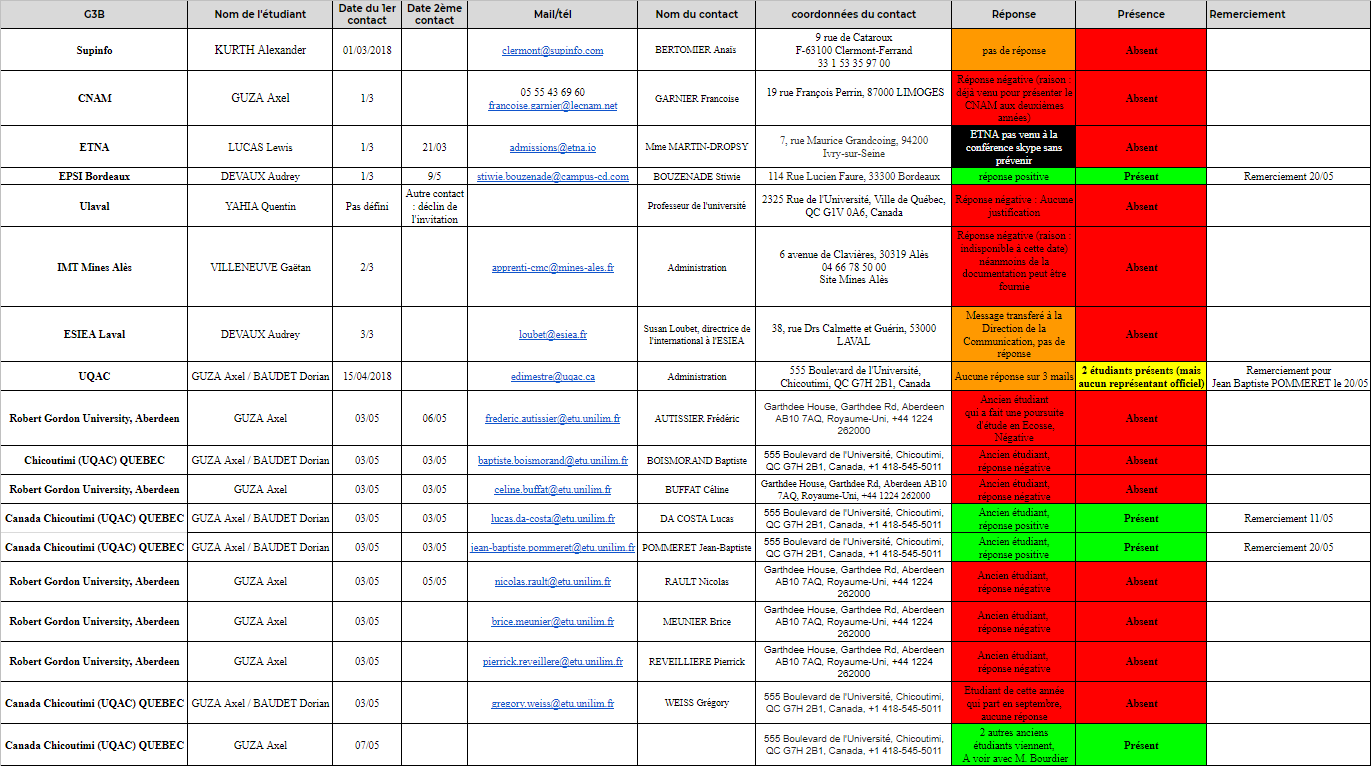 G3B Nom de l'étudiant Date du 1er contact Date 2ème contact Mail/tél Nom du contact coordonnées du contact Réponse Présence Remerciement
Supinfo KURTH Alexander 01/03/2018 clermont@supinfo.com BERTOMIER Anaïs 9 rue de Cataroux F-63100 Clermont-Ferrand 33 1 53 35 97 00 pas de réponse Absent
CNAM GUZA Axel 1/3 05 55 43 69 60 francoise.garnier@lecnam.net GARNIER Francoise 19 rue François Perrin, 87000 LIMOGES Réponse négative (raison : déjà venu pour présenter le CNAM aux deuxièmes années) Absent
ETNA LUCAS Lewis 1/3 21/03 admissions@etna.io Mme MARTIN-DROPSY 7, rue Maurice Grandcoing, 94200 Ivry-sur-Seine ETNA pas venu à la conférence skype sans prévenir Absent
EPSI Bordeaux DEVAUX Audrey 1/3 9/5 stiwie.bouzenade@campus-cd.com BOUZENADE Stiwie 114 Rue Lucien Faure, 33300 Bordeaux réponse positive Présent Remerciement 20/05
Ulaval YAHIA Quentin Pas défini Autre contact : déclin de l'invitation Professeur de l'université 2325 Rue de l'Université, Ville de Québec, QC G1V 0A6, Canada Réponse négative : Aucune justification Absent
IMT Mines Alès VILLENEUVE Gaëtan 2/3 apprenti-cmc@mines-ales.fr Administration 6 avenue de Clavières, 30319 Alès 04 66 78 50 00 Site Mines Alès Réponse négative (raison : indisponible à cette date) néanmoins de la documentation peut être fournie Absent
ESIEA Laval DEVAUX Audrey 3/3 loubet@esiea.fr Susan Loubet, directrice de l'international à l'ESIEA 38, rue Drs Calmette et Guérin, 53000 LAVAL Message transferé à la Direction de la Communication, pas de réponse Absent
UQAC GUZA Axel / BAUDET Dorian 15/04/2018 edimestre@uqac.ca Administration 555 Boulevard de l'Université, Chicoutimi, QC G7H 2B1, Canada Aucune réponse sur 3 mails 2 étudiants présents (mais aucun représentant officiel) Remerciement pour Jean Baptiste POMMERET le 20/05
Robert Gordon University, Aberdeen GUZA Axel 03/05 06/05 frederic.autissier@etu.unilim.fr AUTISSIER Frédéric Garthdee House, Garthdee Rd, Aberdeen AB10 7AQ, Royaume-Uni, +44 1224 262000 Ancien étudiant qui a fait une poursuite d'étude en Ecosse, Négative Absent
Chicoutimi (UQAC) QUEBEC GUZA Axel / BAUDET Dorian 03/05 03/05 baptiste.boismorand@etu.unilim.fr BOISMORAND Baptiste 555 Boulevard de l'Université, Chicoutimi, QC G7H 2B1, Canada, +1 418-545-5011 Ancien étudiant, réponse négative Absent
Robert Gordon University, Aberdeen GUZA Axel 03/05 03/05 celine.buffat@etu.unilim.fr BUFFAT Céline Garthdee House, Garthdee Rd, Aberdeen AB10 7AQ, Royaume-Uni, +44 1224 262000 Ancien étudiant, réponse négative Absent
Canada Chicoutimi (UQAC) QUEBEC GUZA Axel / BAUDET Dorian 03/05 03/05 lucas.da-costa@etu.unilim.fr DA COSTA Lucas 555 Boulevard de l'Université, Chicoutimi, QC G7H 2B1, Canada, +1 418-545-5011 Ancien étudiant, réponse positive Présent Remerciement 11/05
Canada Chicoutimi (UQAC) QUEBEC GUZA Axel / BAUDET Dorian 03/05 03/05 jean-baptiste.pommeret@etu.unilim.fr POMMERET Jean-Baptiste 555 Boulevard de l'Université, Chicoutimi, QC G7H 2B1, Canada, +1 418-545-5011 Ancien étudiant, réponse positive Présent Remerciement 20/05
Robert Gordon University, Aberdeen GUZA Axel 03/05 05/05 nicolas.rault@etu.unilim.fr RAULT Nicolas Garthdee House, Garthdee Rd, Aberdeen AB10 7AQ, Royaume-Uni, +44 1224 262000 Ancien étudiant, réponse négative Absent
Robert Gordon University, Aberdeen GUZA Axel 03/05 brice.meunier@etu.unilim.fr MEUNIER Brice Garthdee House, Garthdee Rd, Aberdeen AB10 7AQ, Royaume-Uni, +44 1224 262000 Ancien étudiant, réponse négative Absent
Robert Gordon University, Aberdeen GUZA Axel 03/05 pierrick.reveillere@etu.unilim.fr REVEILLIERE Pierrick Garthdee House, Garthdee Rd, Aberdeen AB10 7AQ, Royaume-Uni, +44 1224 262000 Ancien étudiant, réponse négative Absent
Canada Chicoutimi (UQAC) QUEBEC GUZA Axel / BAUDET Dorian 03/05 gregory.weiss@etu.unilim.fr WEISS Grégory 555 Boulevard de l'Université, Chicoutimi, QC G7H 2B1, Canada, +1 418-545-5011 Etudiant de cette année qui part en septembre, aucune réponse Absent
Canada Chicoutimi (UQAC) QUEBEC GUZA Axel 07/05 555 Boulevard de l'Université, Chicoutimi, QC G7H 2B1, Canada, +1 418-545-5011 2 autres anciens étudiants viennent, A voir avec M. Bourdier Présent